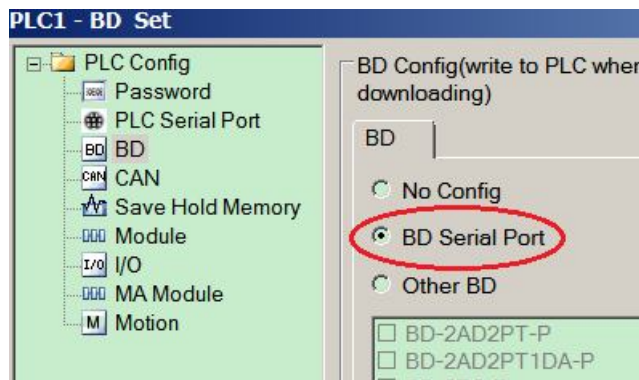 PLC1 - BD Set
PLC Config
Password
PLC Serial Port
BD BD
CAN CAN
Save Hold Memory
Module
I/O I/O
MA Module
M Motion
BD Config(write to PLC when
downloading)
BD
No Config
BD Serial Port
Other BD
BD-2AD2PT-P
BD-2AD2PT1DA-P